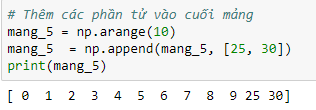 # Thêm các phần tử vào cuối mảng
mang_5 = np.arange(10)
mang_5  = np.append(mang_5, [25, 30])
print(mang_5)
[ 0  1  2  3  4  5  6  7  8  9 25 30]